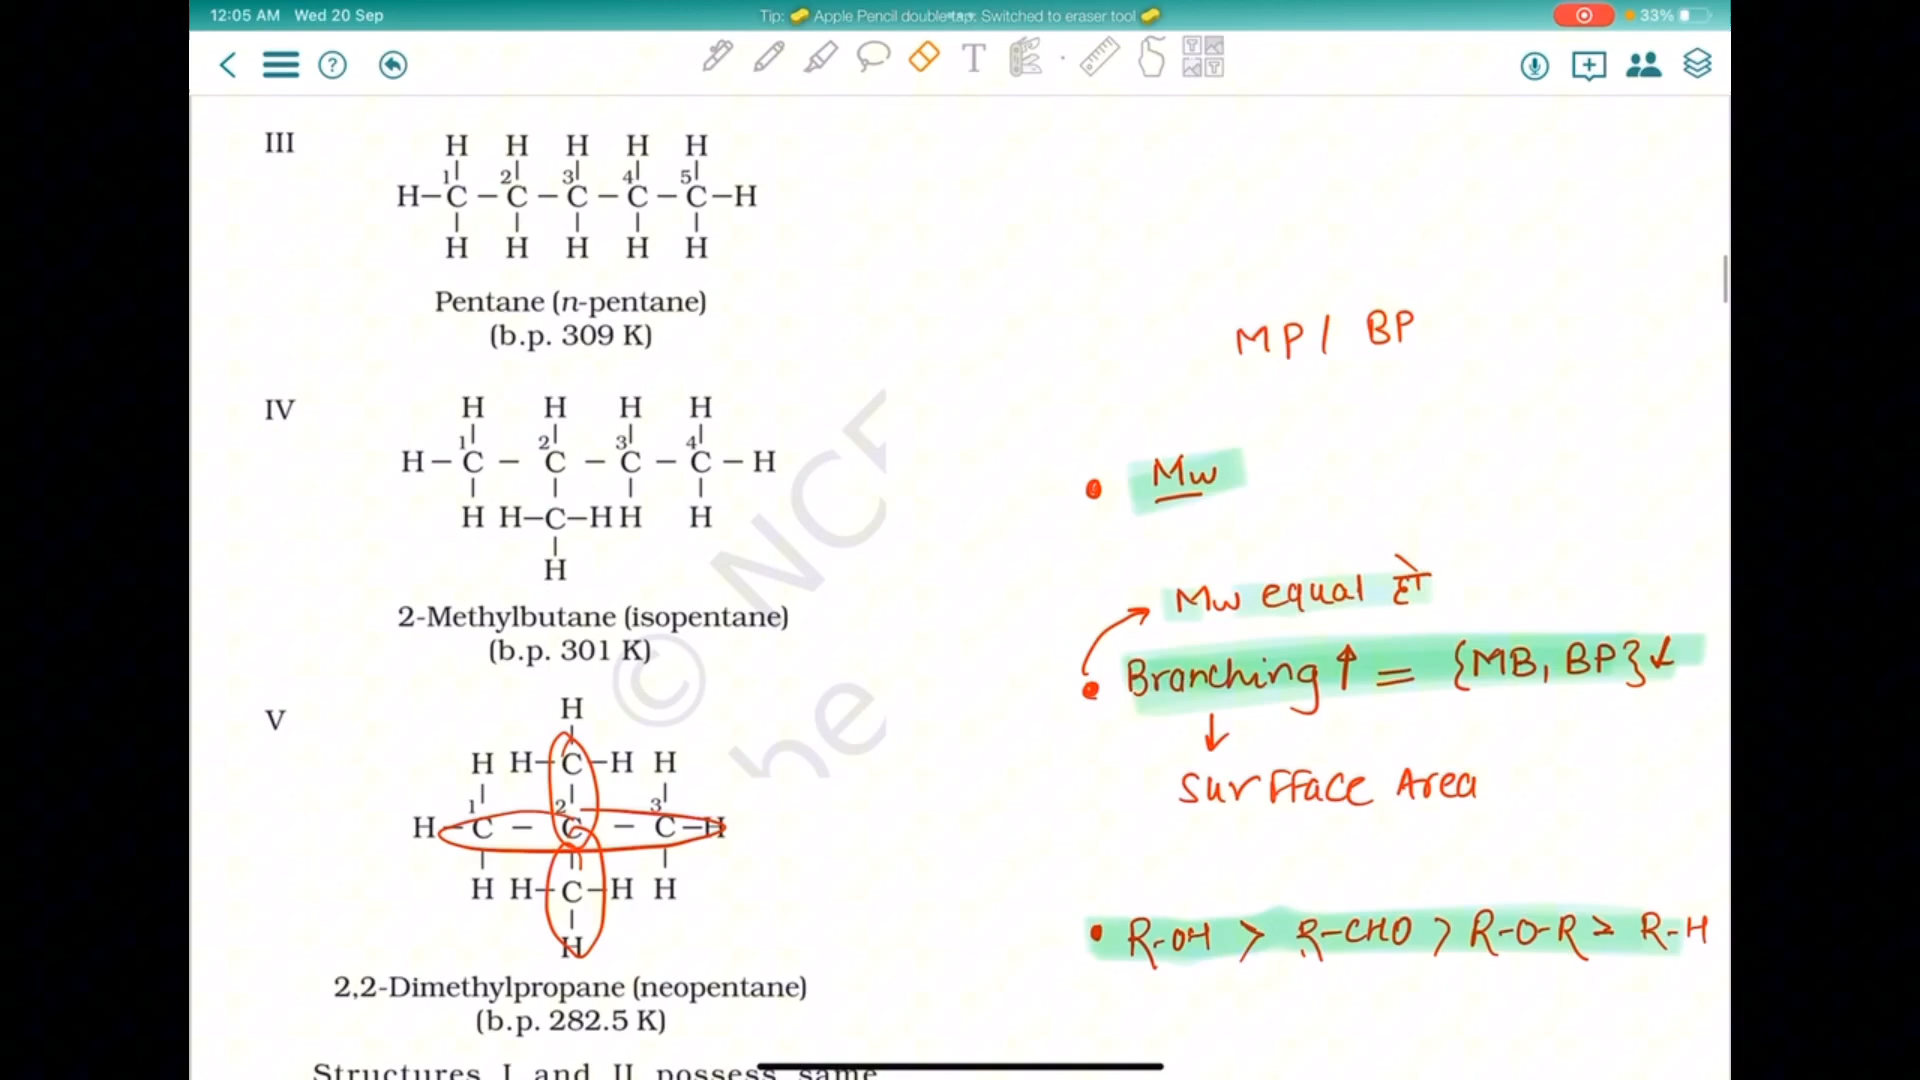 12:05 AM Wed 20 Sep
Tip: Apple Pencil double-tap: Switched to eraser tool
33%
III
H H H H H
1 2 3 4 5
H–C – C – C – C – C–H
H H H H H
Pentane (n-pentane)
(b.p. 309 K)
IV
H H H H
1 2 3 4
H – C – C – C – C – H
H H–C–HH H
H
2-Methylbutane (isopentane)
(b.p. 301 K)
V
H
H H–C–H H
1 2 3
H–C – C – C–H
H H–C–H H
H
2,2-Dimethylpropane (neopentane)
(b.p. 282.5 K)
Structures I and II possess same
© NCE
he
MP/ BP
• Mw
Mw equal
• Branching ↑ = {MB, BP}↓
↓
Surfface Area
• R-OH > R-CHO > R-O-R > R-H